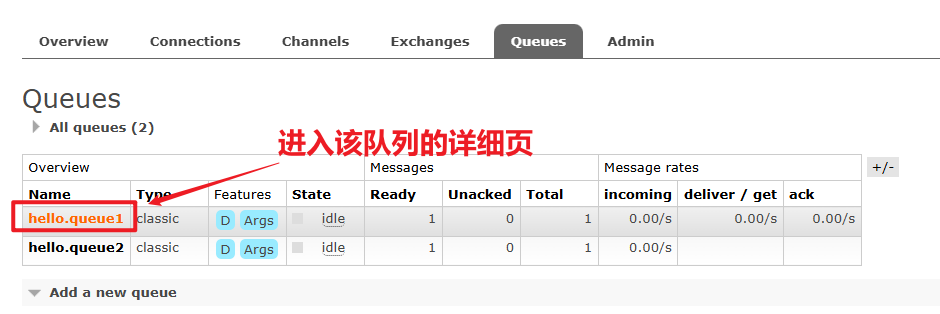 Overview Connections Channels Exchanges Queues Admin
Queues
All queues (2)
进入该队列的详细页
Overview Messages Message rates +/-
Name Type Features State Ready Unacked Total incoming deliver / get ack
hello.queue1 classic D Args idle 1 0 1 0.00/s 0.00/s 0.00/s
hello.queue2 classic D Args idle 1 0 1 0.00/s
Add a new queue